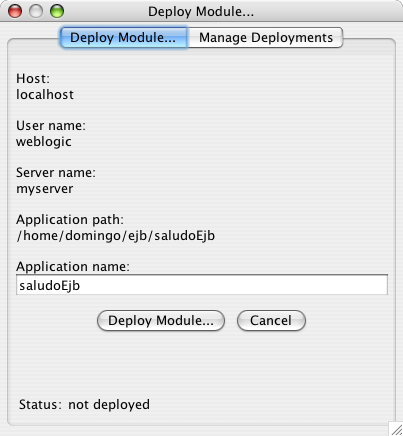 Deploy Module...
Deploy Module... Manage Deployments
Host:
localhost
User name:
weblogic
Server name:
myserver
Application path:
/home/domingo/ejb/saludoEjb
Application name:
saludoEjb
Deploy Module... Cancel
Status: not deployed